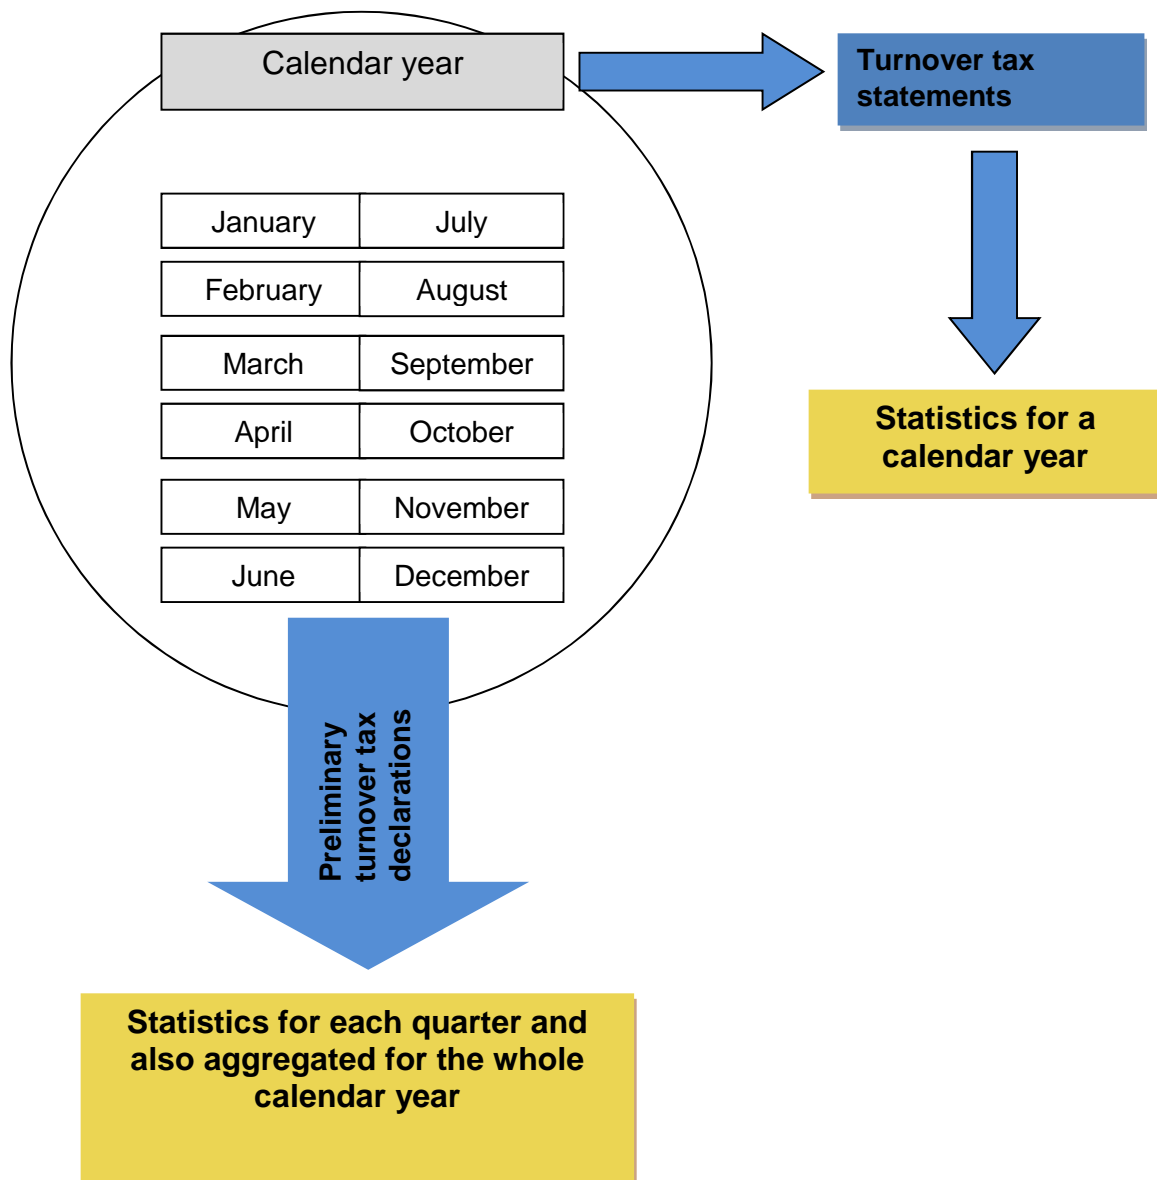 Calendar year
Turnover tax
statements
January July
February August
March September
April October
May November
June December
Statistics for a
calendar year
Preliminary
turnover tax
declarations
Statistics for each quarter and
also aggregated for the whole
calendar year